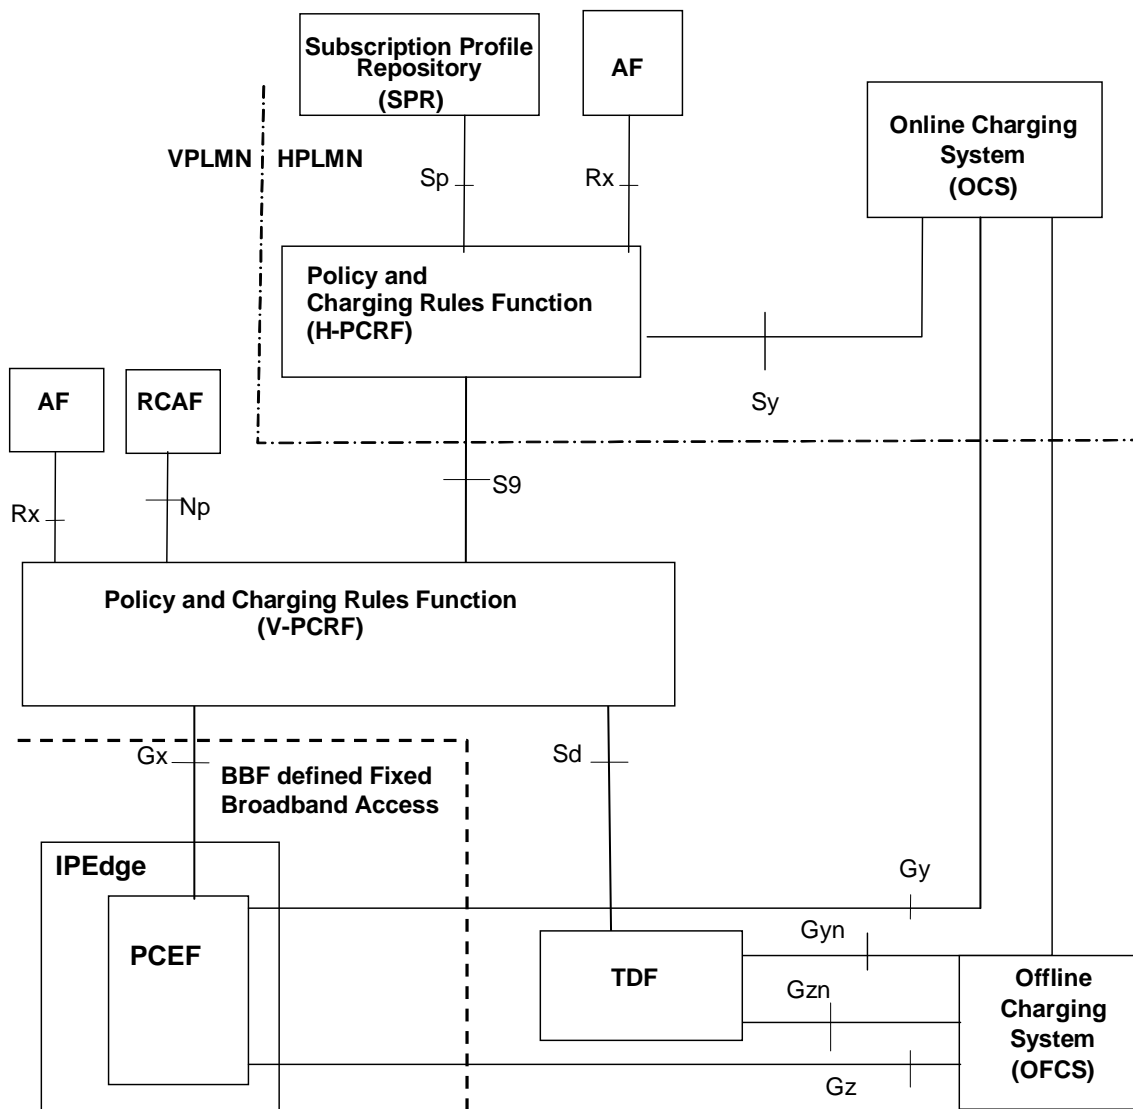 Subscription Profile
Repository
(SPR)
AF
Online Charging
System
(OCS)
VPLMN
HPLMN
Sp
Rx
Policy and
Charging Rules Function
(H-PCRF)
Sy
AF
RCAF
Rx
Np
S9
Policy and Charging Rules Function
(V-PCRF)
Gx
Sd
BBF defined Fixed
Broadband Access
IPEdge
PCEF
Gy
Gyn
TDF
Gzn
Offline
Charging
System
(OFCS)
Gz